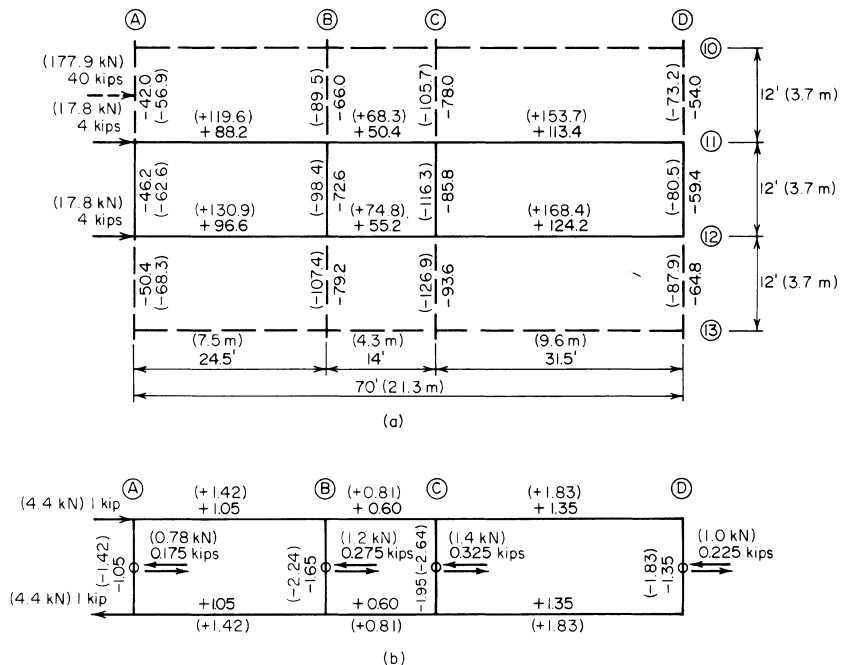 A B C D
10
(177.9 kN)
40 kips
-42.0
(-56.9)
(-89.5)
-66.0
(-105.7)
-78.0
(-73.2)
-54.0
12' (3.7 m)
(17.8 kN)
4 kips
(+119.6)
+88.2
(+68.3)
+50.4
(+153.7)
+113.4
11
-46.2
(-62.6)
(-98.4)
-72.6
(-116.3)
-85.8
(-80.5)
-59.4
12' (3.7 m)
(17.8 kN)
4 kips
(+130.9)
+96.6
(+74.8)
+55.2
(+168.4)
+124.2
12
-50.4
(-68.3)
(-107.4)
-79.2
(-126.9)
-93.6
(-87.9)
-64.8
12' (3.7 m)
13
(7.5 m) (4.3 m) (9.6 m)
24.5' 14' 31.5'
70' (21.3 m)
(a)
A B C D
(4.4 kN) 1 kip
(+1.42) (+0.81) (+1.83)
+1.05 +0.60 +1.35
(-1.42)
-1.05
(0.78 kN)
0.175 kips
(-2.24)
-1.65
(1.2 kN)
0.275 kips
-1.95 (-2.64)
(1.4 kN)
0.325 kips
(-1.83)
-1.35
(1.0 kN)
0.225 kips
(4.4 kN) 1 kip
+1.05 +0.60 +1.35
(+1.42) (+0.81) (+1.83)
(b)